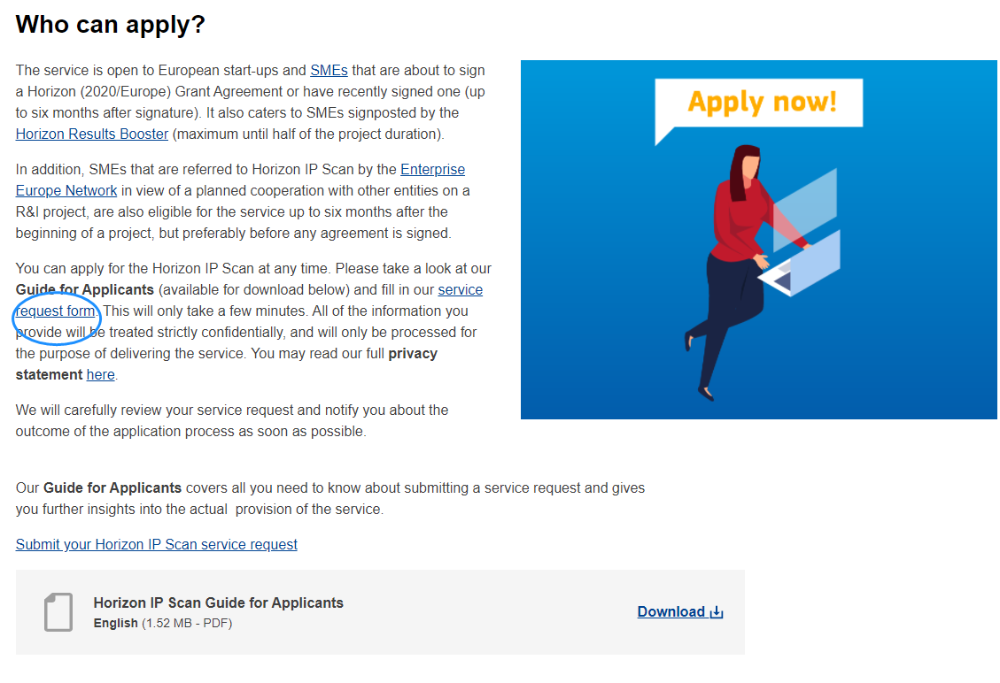 Who can apply?
The service is open to European start-ups and SMEs that are about to sign
a Horizon (2020/Europe) Grant Agreement or have recently signed one (up
to six months after signature). It also caters to SMEs signposted by the
Horizon Results Booster (maximum until half of the project duration).
In addition, SMEs that are referred to Horizon IP Scan by the Enterprise
Europe Network in view of a planned cooperation with other entities on a
R&I project, are also eligible for the service up to six months after the
beginning of a project, but preferably before any agreement is signed.
You can apply for the Horizon IP Scan at any time. Please take a look at our
Guide for Applicants (available for download below) and fill in our service
request form. This will only take a few minutes. All of the information you
provide will be treated strictly confidentially, and will only be processed for
the purpose of delivering the service. You may read our full privacy
statement here.
We will carefully review your service request and notify you about the
outcome of the application process as soon as possible.
Apply now!
Our Guide for Applicants covers all you need to know about submitting a service request and gives
you further insights into the actual  provision of the service.
Submit your Horizon IP Scan service request
Horizon IP Scan Guide for Applicants
English (1.52 MB - PDF)
Download